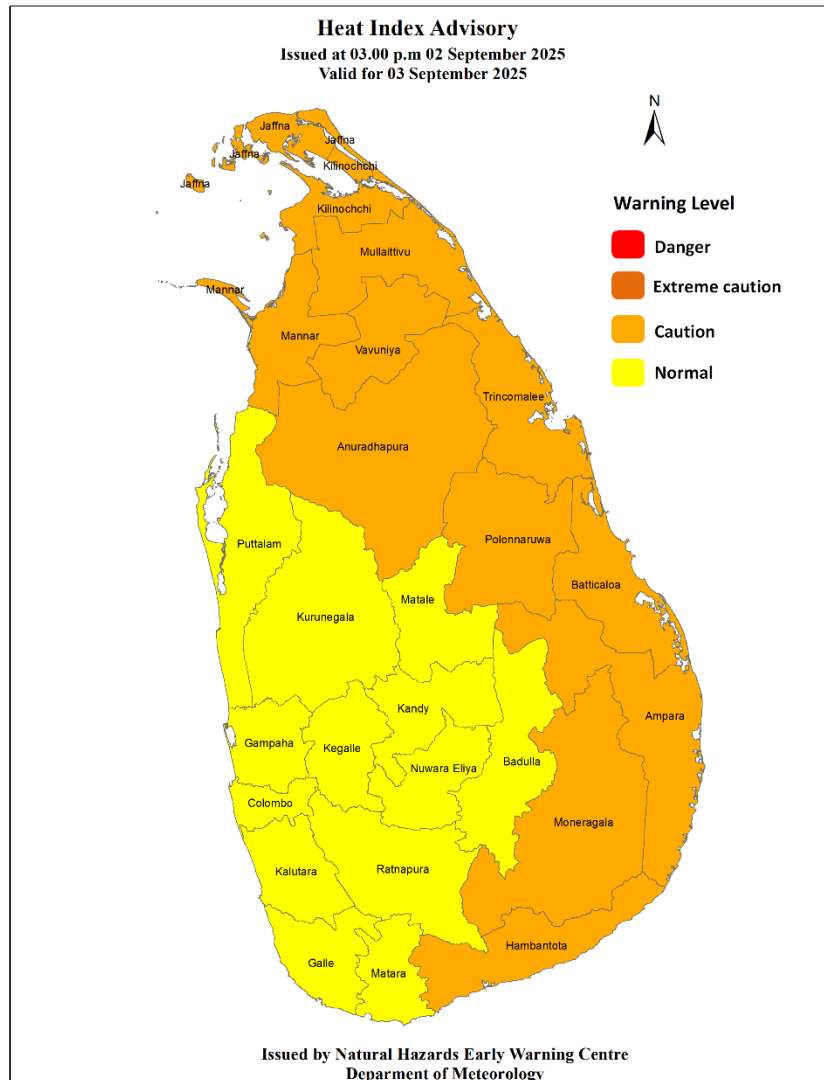 Heat Index Advisory
Issued at 03.00 p.m 02 September 2025
Valid for 03 September 2025
N
Warning Level
Danger
Extreme caution
Caution
Normal
Jaffna
Jaffna
Jaffna
Kilinochchi
Jaffna
Kilinochchi
Mullaittivu
Mannar
Mannar
Vavuniya
Trincomalee
Anuradhapura
Puttalam
Polonnaruwa
Batticaloa
Matale
Kurunegala
Kandy
Ampara
Gampaha
Kegalle
Nuwara Eliya
Badulla
Colombo
Moneragala
Kalutara
Ratnapura
Hambantota
Galle
Matara
Issued by Natural Hazards Early Warning Centre
Deparment of Meteorology